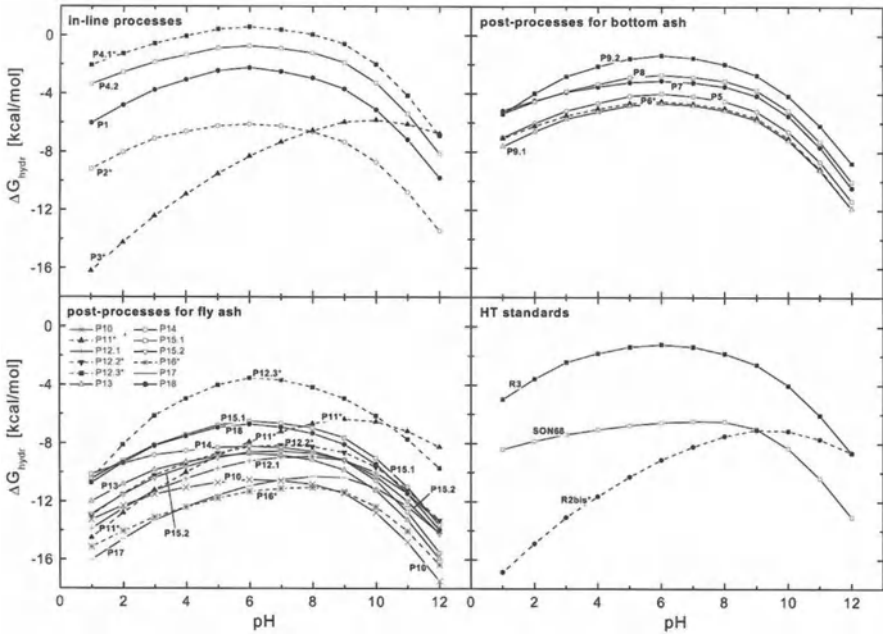 in-line processes
post-processes for bottom ash
0
-4
-8
-12
-16
ΔG hydr [kcal/mol]
P4.1*
P4.2
P1
P2*
P3*
P9.2
P8
P7
P5
P6*
P9.1
post-processes for fly ash
HT standards
P10
P11*
P12.1
P12.2*
P12.3*
P13
P14
P15.1
P15.2
P16*
P17
P18
0
-4
-8
-12
-16
ΔG hydr [kcal/mol]
P12.3*
P15.1
P18
P11*
P11*
P14
P12.2*
P12.1
P13
P10
P15.1
P15.2
P16*
P11*
P15.2
P17
P10
R3
SON68
R2bis*
0 2 4 6 8 10 12
0 2 4 6 8 10 12 14
pH
pH